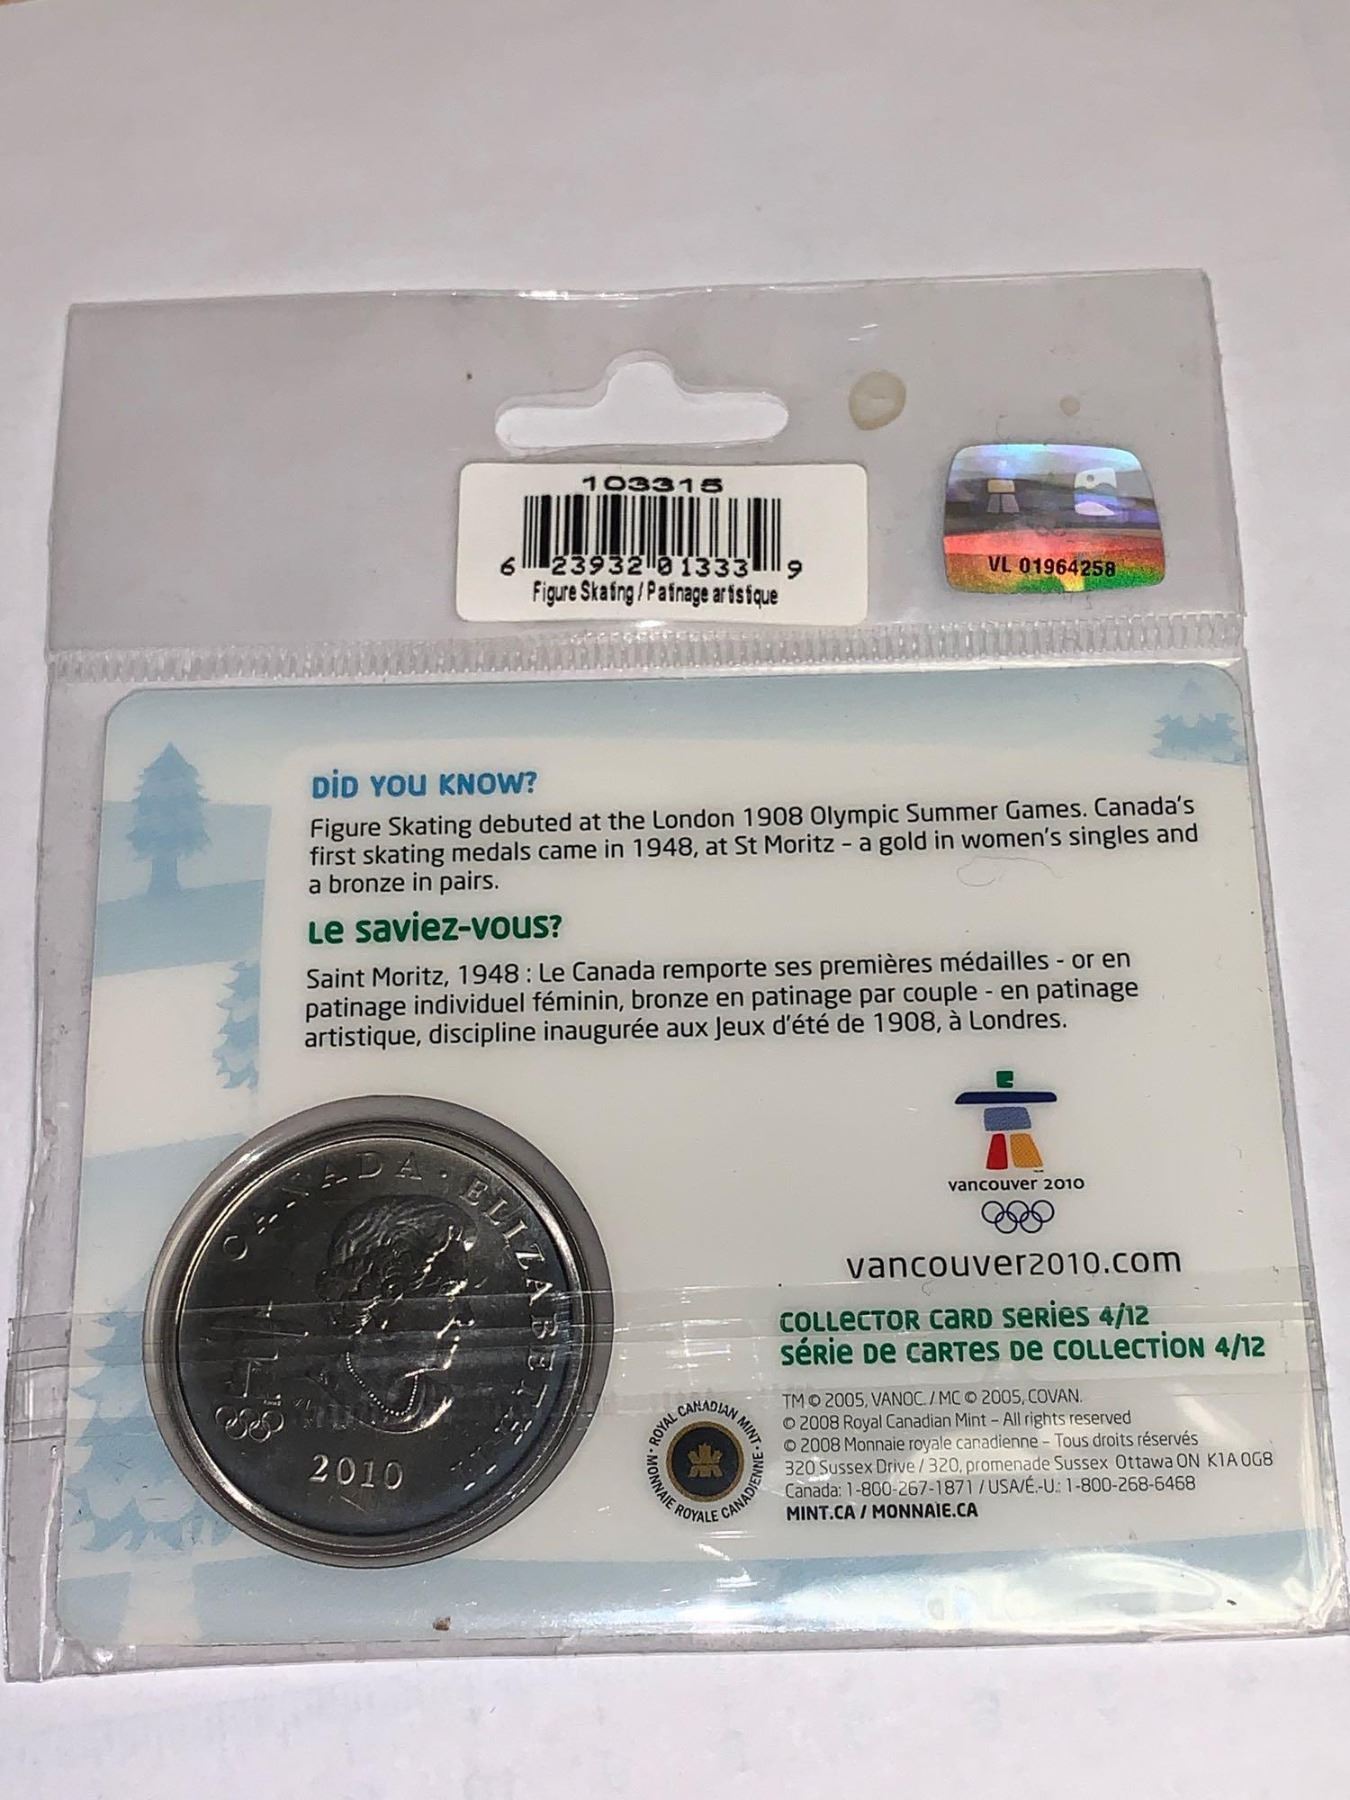 103315
6 23932 01333 9
Figure Skating / Patinage artistique
VL 01964258
DiD YOU KNOW?
Figure Skating debuted at the London 1908 Olympic Summer Games. Canada's
first skating medals came in 1948, at St Moritz – a gold in women's singles and
a bronze in pairs.
Le saviez-vous?
Saint Moritz, 1948 : Le Canada remporte ses premières médailles - or en
patinage individuel féminin, bronze en patinage par couple - en patinage
artistique, discipline inaugurée aux Jeux d'été de 1908, à Londres.
CANADA · ELIZABETH II
2010
vancouver 2010
vancouver2010.com
COLLECTOR CARD SERIES 4/12
SÉRIE DE CARTES DE COLLECTION 4/12
ROYAL CANADIAN MINT · MONNAIE ROYALE CANADIENNE ·
TM © 2005, VANOC. / MC © 2005, COVAN.
© 2008 Royal Canadian Mint – All rights reserved
© 2008 Monnaie royale canadienne – Tous droits réservés
320 Sussex Drive / 320, promenade Sussex Ottawa ON K1A 0G8
Canada: 1-800-267-1871 / USA/É.-U.: 1-800-268-6468
MINT.CA / MONNAIE.CA